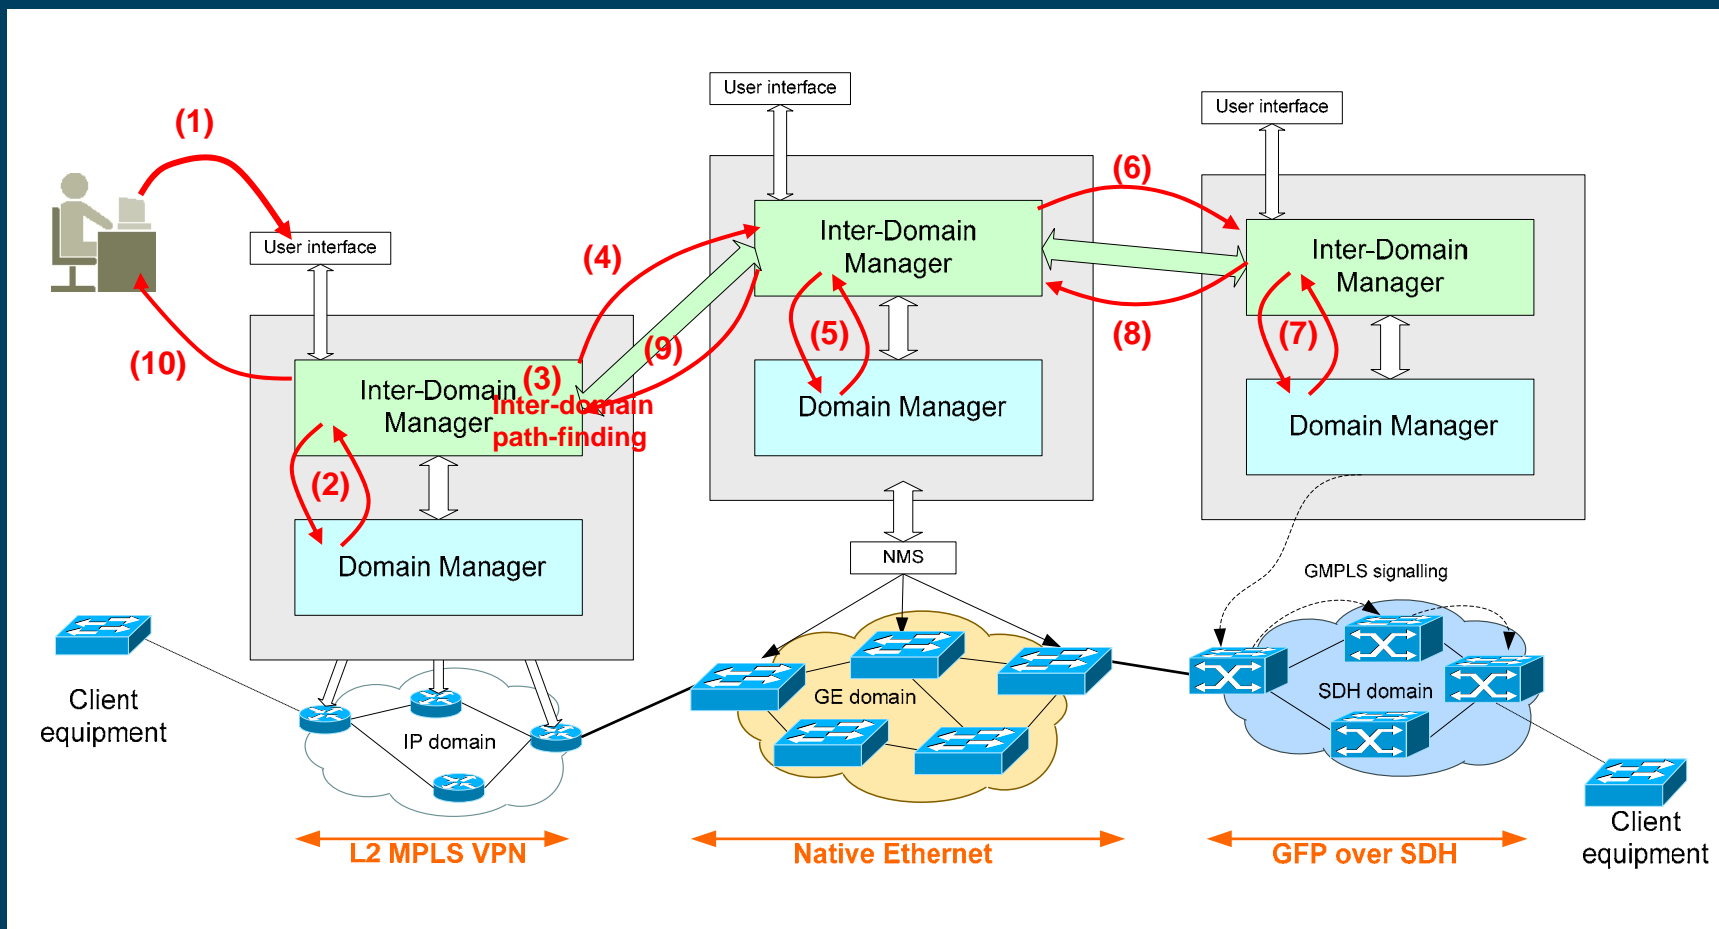 User interface
User interface
(1)
(6)
User interface
(4)
Inter-Domain
Manager
Inter-Domain
Manager
(5)
(8)
(7)
(10)
(9)
(3)
Inter-Domain
Manager
Inter-domain
path-finding
Domain Manager
Domain Manager
(2)
Domain Manager
NMS
GMPLS signalling
Client
equipment
IP domain
GE domain
SDH domain
Client
equipment
L2 MPLS VPN
Native Ethernet
GFP over SDH